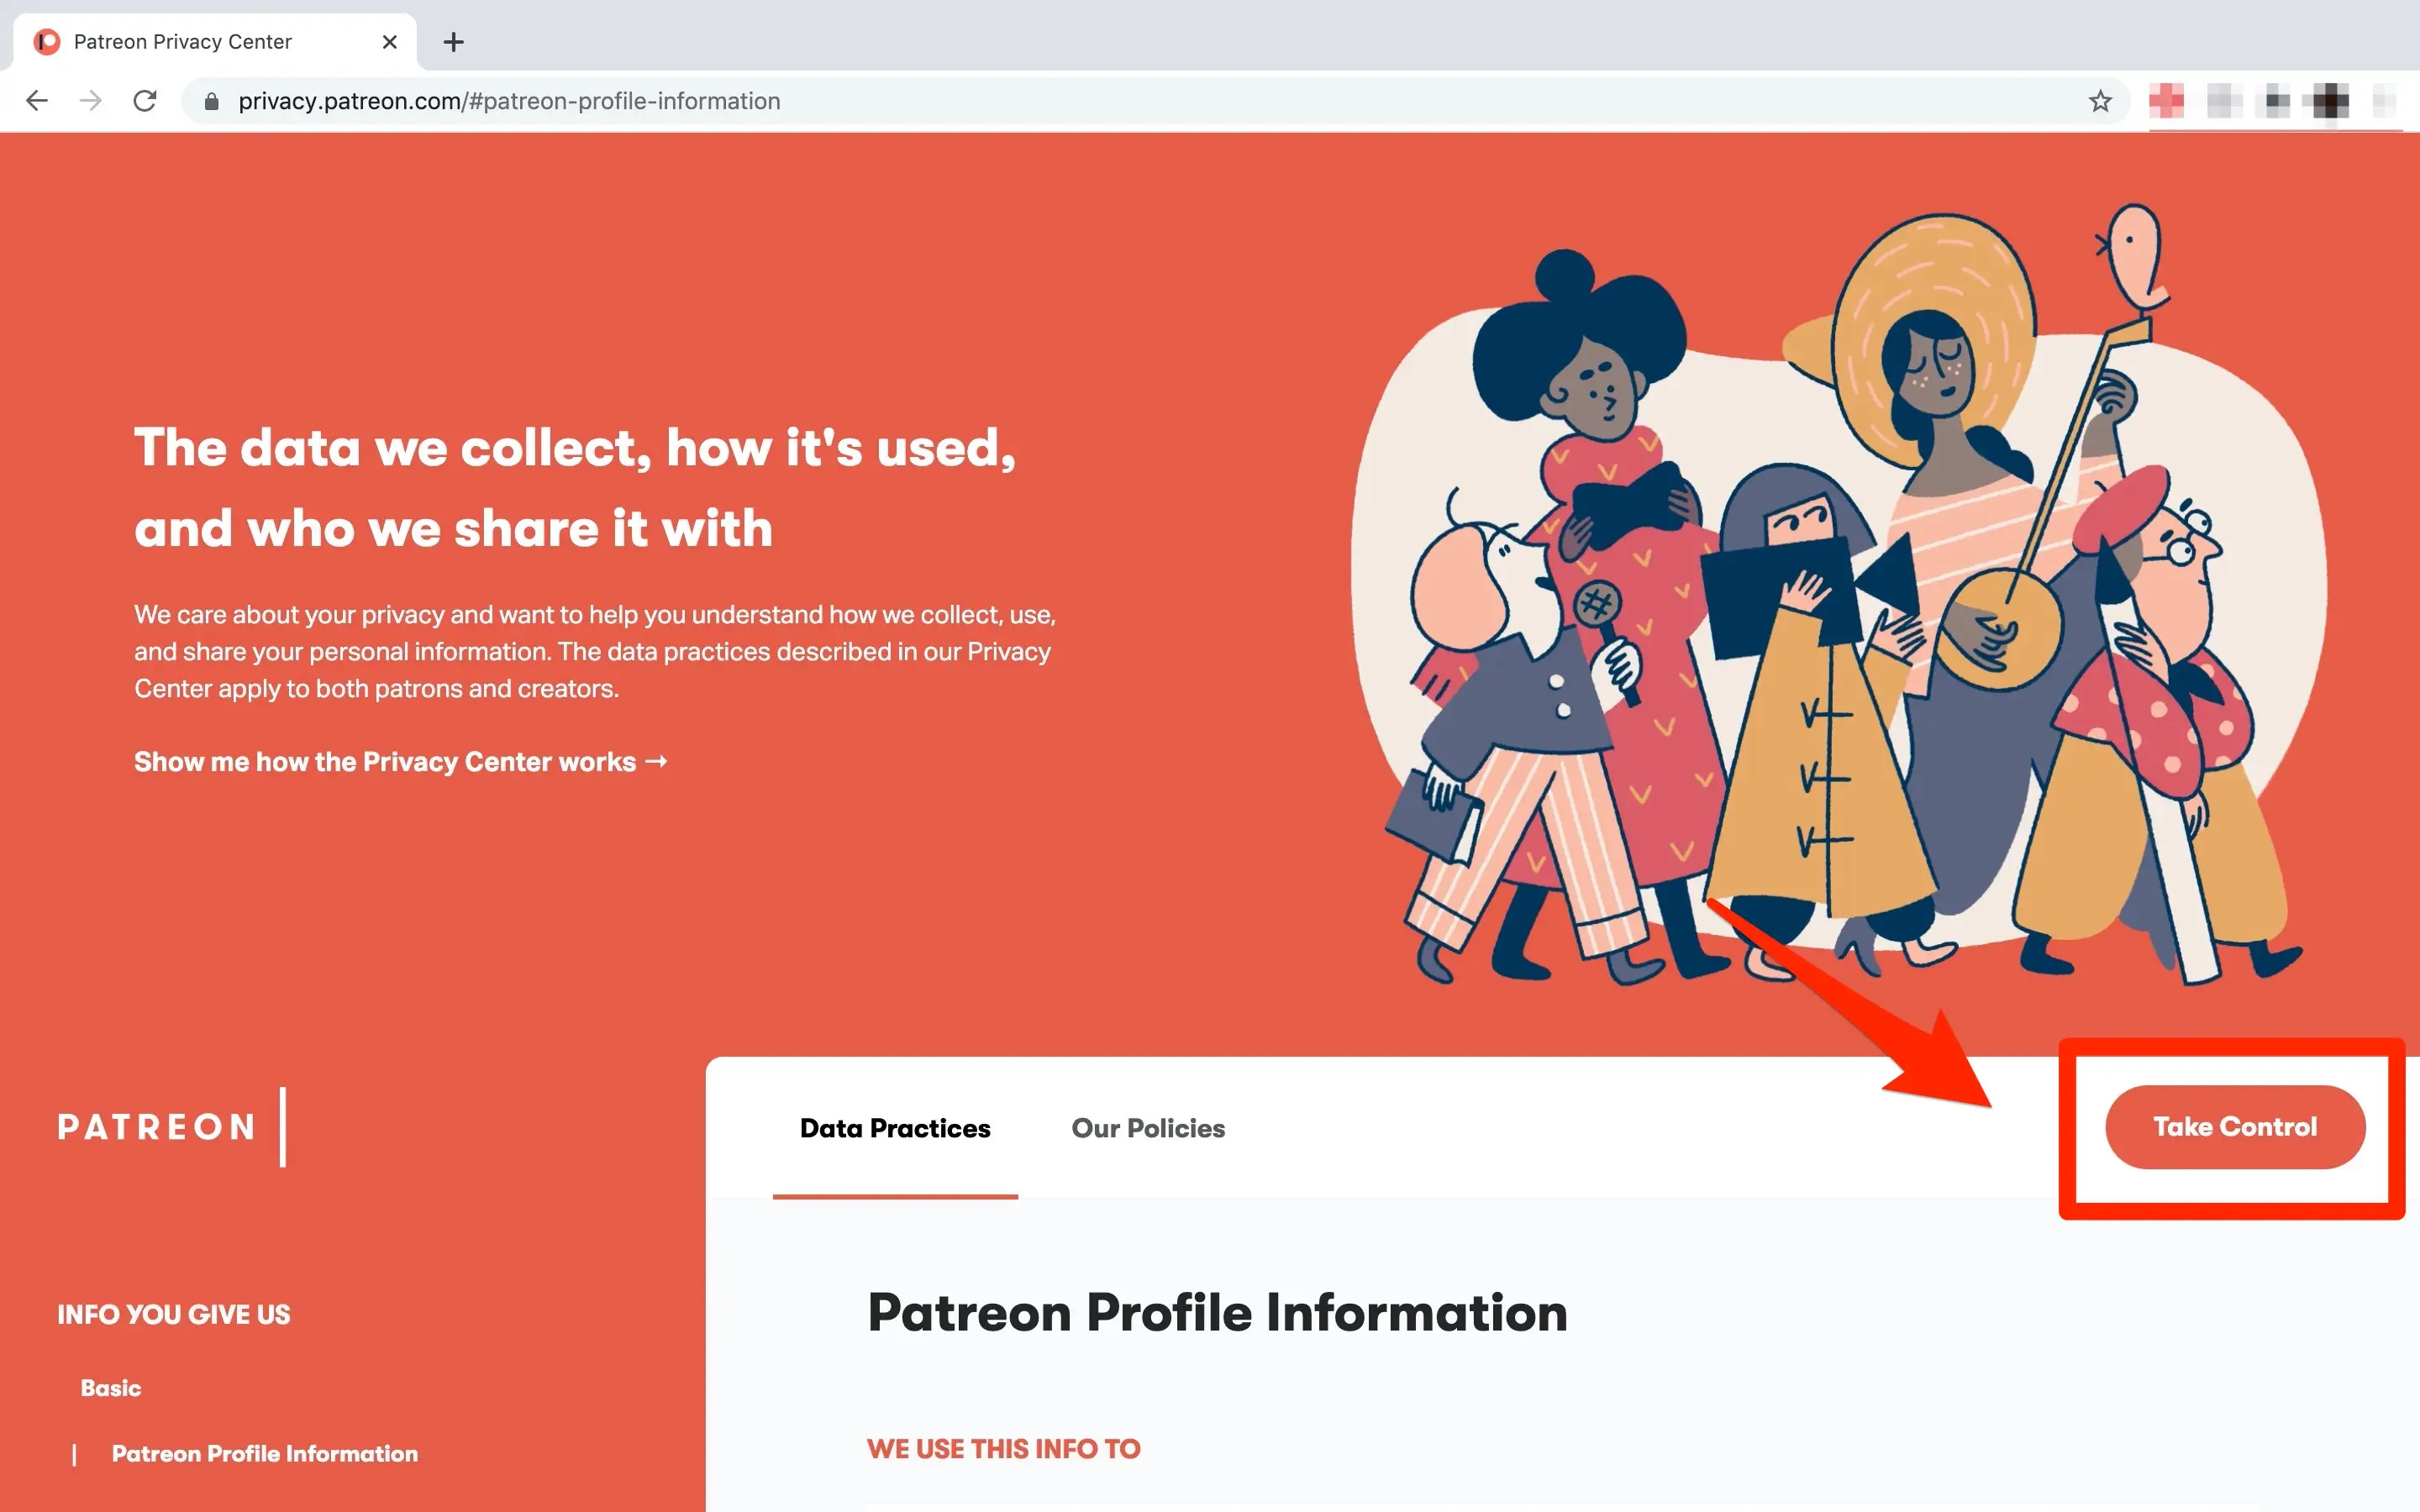 Patreon Privacy Center
privacy.patreon.com/#patreon-profile-information
The data we collect, how it's used,
and who we share it with
We care about your privacy and want to help you understand how we collect, use,
and share your personal information. The data practices described in our Privacy
Center apply to both patrons and creators.
Show me how the Privacy Center works →
PATREON
Data Practices
Our Policies
Take Control
INFO YOU GIVE US
Basic
Patreon Profile Information
Patreon Profile Information
WE USE THIS INFO TO